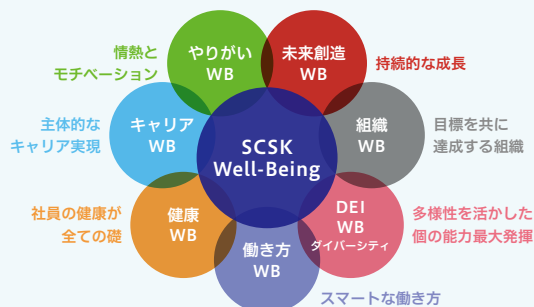 情熱と
モチベーション
やりがい
WB
未来創造
WB
持続的な成長
主体的な
キャリア実現
キャリア
WB
SCSK
Well-Being
組織
WB
目標を共に
達成する組織
社員の健康が
全ての礎
健康
WB
働き方
WB
スマートな働き方
DEI
WB
ダイバーシティ
多様性を活かした
個の能力最大発揮